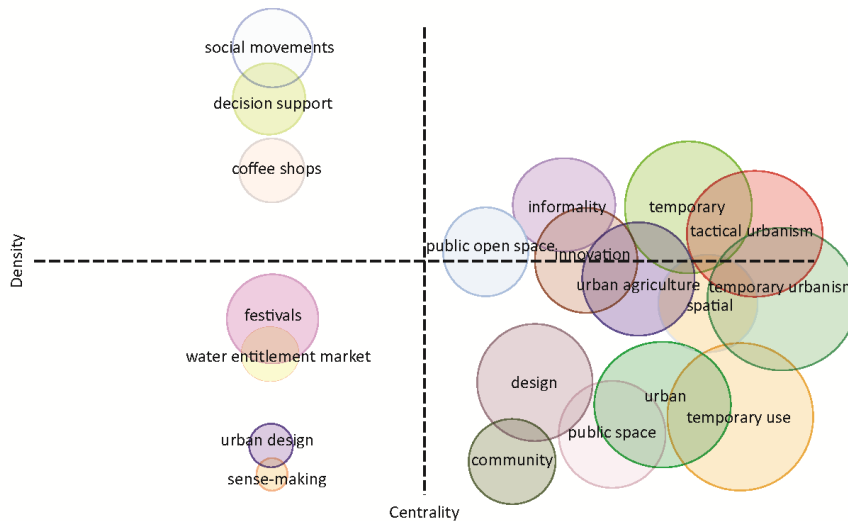 social movements
decision support
coffee shops
informality
temporary
tactical urbanism
public open space
innovation
Density
urban agriculture
temporary urbanism
spatial
festivals
water entitlement market
design
urban
temporary use
public space
urban design
community
sense-making
Centrality